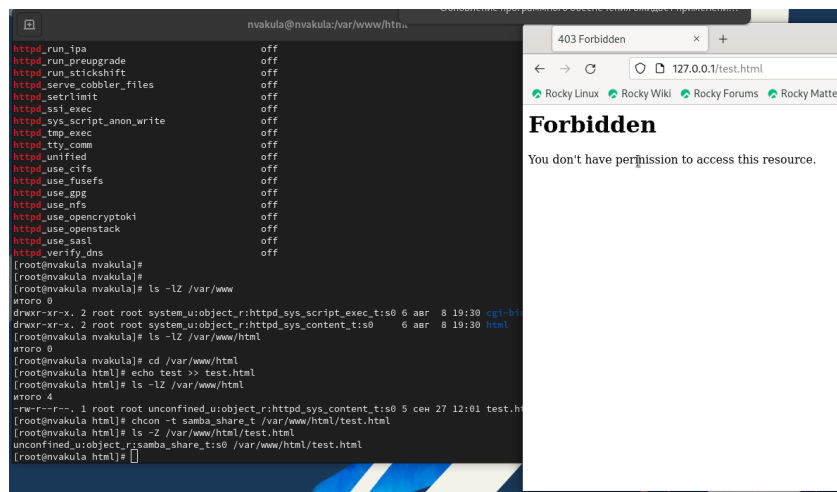 nvakula@nvakula:/var/www/html
httpd_run_ipa off
httpd_run_preupgrade off
httpd_run_stickshift off
httpd_serve_cobbler_files off
httpd_setrlimit off
httpd_ssi_exec off
httpd_sys_script_anon_write off
httpd_tmp_exec off
httpd_tty_comm off
httpd_unified off
httpd_use_cifs off
httpd_use_fusefs off
httpd_use_gpg off
httpd_use_nfs off
httpd_use_opencryptoki off
httpd_use_openstack off
httpd_use_sasl off
httpd_verify_dns off
[root@nvakula nvakula]#
[root@nvakula nvakula]#
[root@nvakula nvakula]# ls -lZ /var/www
итого 0
drwxr-xr-x. 2 root root system_u:object_r:httpd_sys_script_exec_t:s0 6 авг 8 19:30 cgi-bin
drwxr-xr-x. 2 root root system_u:object_r:httpd_sys_content_t:s0 6 авг 8 19:30 html
[root@nvakula nvakula]# ls -lZ /var/www/html
итого 0
[root@nvakula nvakula]# cd /var/www/html
[root@nvakula html]# echo test >> test.html
[root@nvakula html]# ls -lZ /var/www/html
итого 4
-rw-r--r--. 1 root root unconfined_u:object_r:httpd_sys_content_t:s0 5 сен 27 12:01 test.ht
[root@nvakula html]# chcon -t samba_share_t /var/www/html/test.html
[root@nvakula html]# ls -Z /var/www/html/test.html
unconfined_u:object_r:samba_share_t:s0 /var/www/html/test.html
[root@nvakula html]#
403 Forbidden
127.0.0.1/test.html
Rocky Linux Rocky Wiki Rocky Forums Rocky Matte
Forbidden
You don't have permission to access this resource.